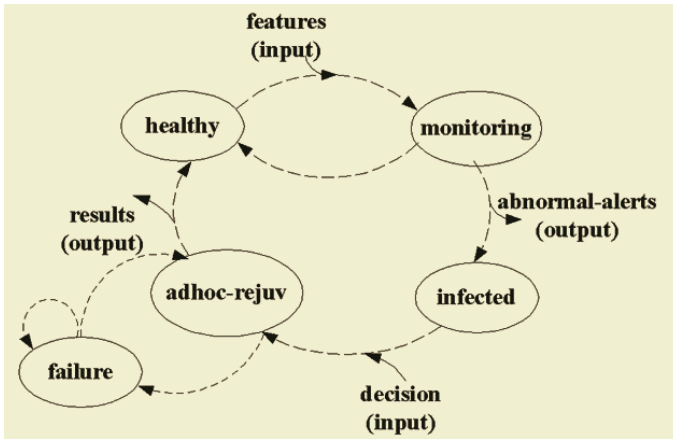 features
(input)
healthy
monitoring
results
(output)
abnormal-alerts
(output)
adhoc-rejuv
infected
failure
decision
(input)